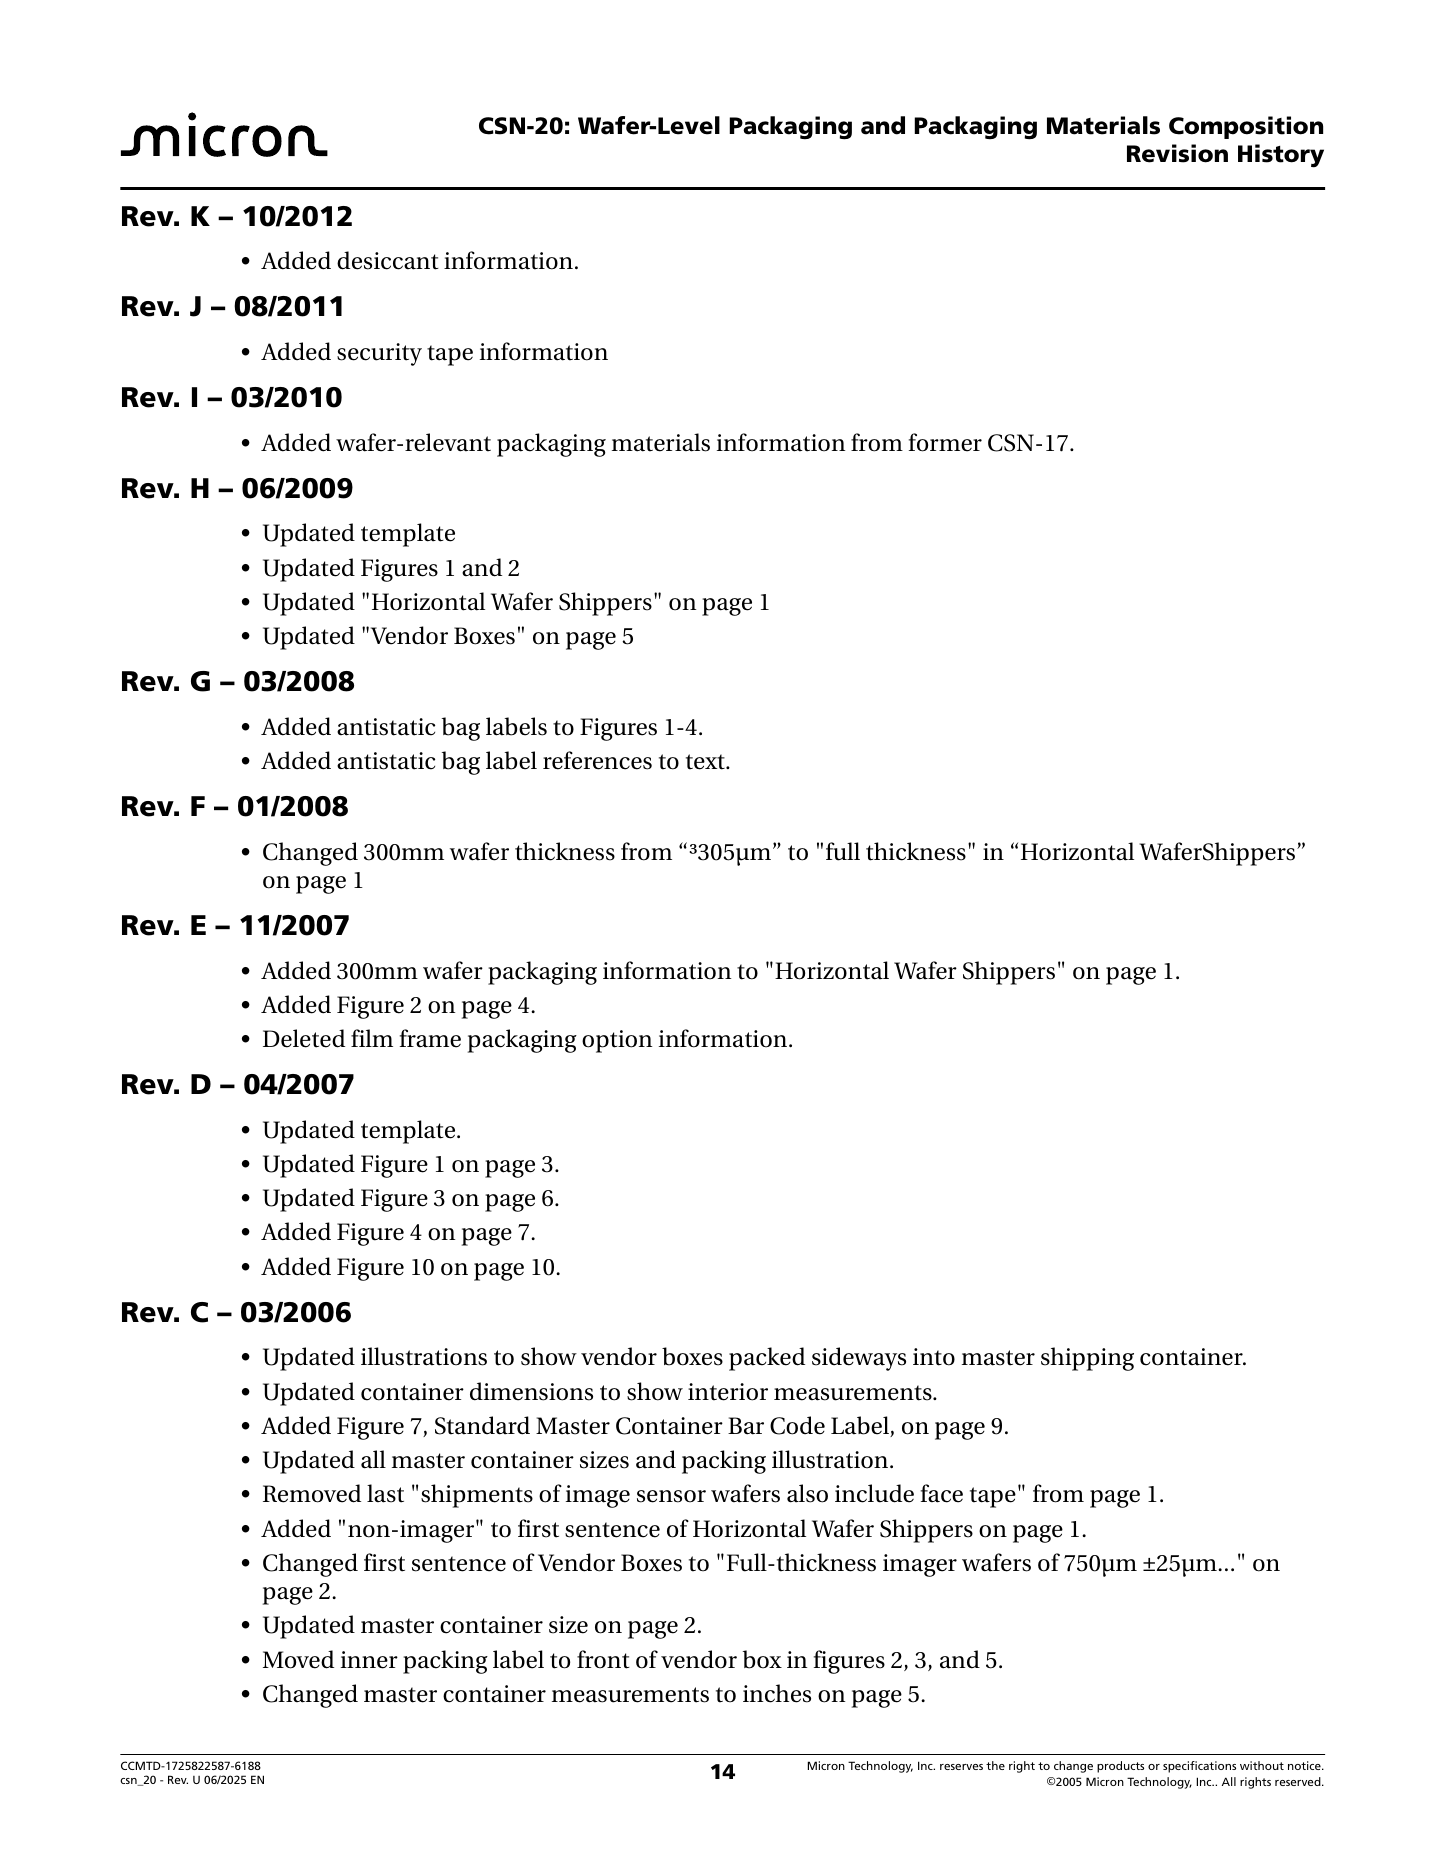 micron
CSN-20: Wafer-Level Packaging and Packaging Materials Composition
Revision History
Rev. K – 10/2012
• Added desiccant information.
Rev. J – 08/2011
• Added security tape information
Rev. I – 03/2010
• Added wafer-relevant packaging materials information from former CSN-17.
Rev. H – 06/2009
• Updated template
• Updated Figures 1 and 2
• Updated "Horizontal Wafer Shippers" on page 1
• Updated "Vendor Boxes" on page 5
Rev. G – 03/2008
• Added antistatic bag labels to Figures 1-4.
• Added antistatic bag label references to text.
Rev. F – 01/2008
• Changed 300mm wafer thickness from “³305µm” to "full thickness" in “Horizontal WaferShippers”
on page 1
Rev. E – 11/2007
• Added 300mm wafer packaging information to "Horizontal Wafer Shippers" on page 1.
• Added Figure 2 on page 4.
• Deleted film frame packaging option information.
Rev. D – 04/2007
• Updated template.
• Updated Figure 1 on page 3.
• Updated Figure 3 on page 6.
• Added Figure 4 on page 7.
• Added Figure 10 on page 10.
Rev. C – 03/2006
• Updated illustrations to show vendor boxes packed sideways into master shipping container.
• Updated container dimensions to show interior measurements.
• Added Figure 7, Standard Master Container Bar Code Label, on page 9.
• Updated all master container sizes and packing illustration.
• Removed last "shipments of image sensor wafers also include face tape" from page 1.
• Added "non-imager" to first sentence of Horizontal Wafer Shippers on page 1.
• Changed first sentence of Vendor Boxes to "Full-thickness imager wafers of 750µm ±25µm..." on
page 2.
• Updated master container size on page 2.
• Moved inner packing label to front of vendor box in figures 2, 3, and 5.
• Changed master container measurements to inches on page 5.
CCMTD-1725822587-6188
csn_20 - Rev. U 06/2025 EN
14
Micron Technology, Inc. reserves the right to change products or specifications without notice.
©2005 Micron Technology, Inc.. All rights reserved.